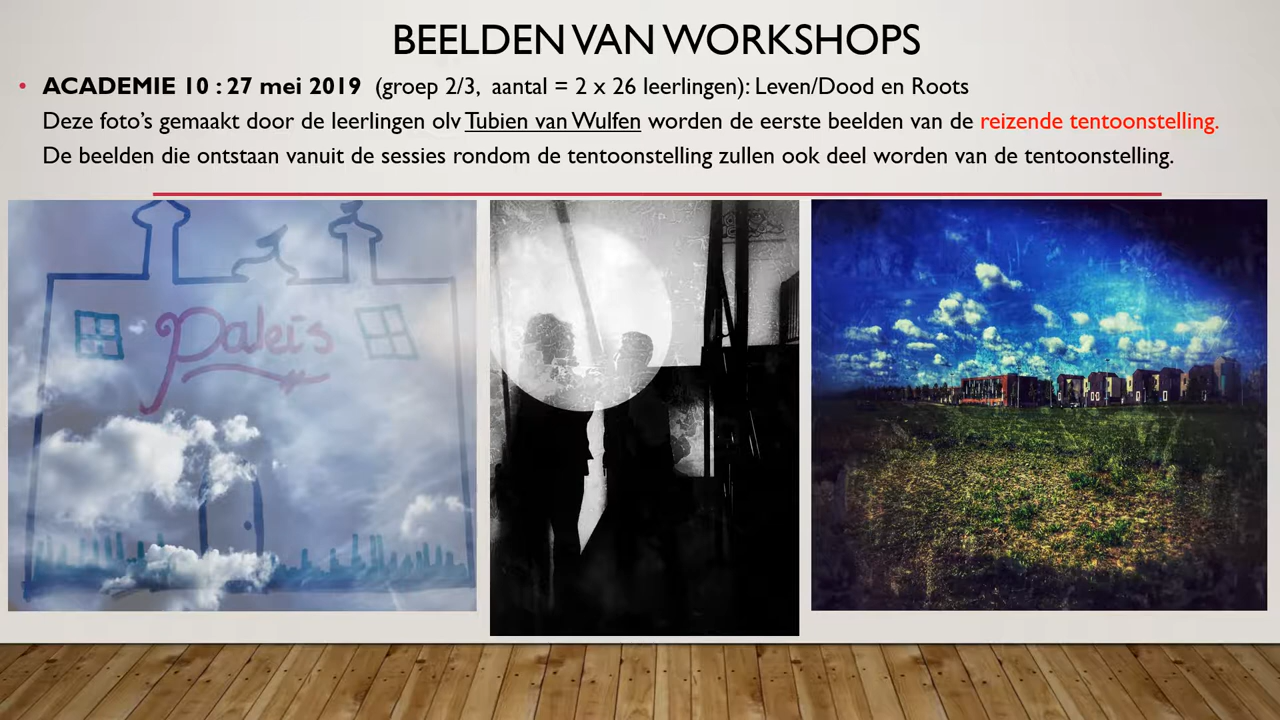 BEELDEN VAN WORKSHOPS
• ACADEMIE 10 : 27 mei 2019 (groep 2/3, aantal = 2 x 26 leerlingen): Leven/Dood en Roots
Deze foto’s gemaakt door de leerlingen olv Tubien van Wulfen worden de eerste beelden van de reizende tentoonstelling.
De beelden die ontstaan vanuit de sessies rondom de tentoonstelling zullen ook deel worden van de tentoonstelling.
Paleis